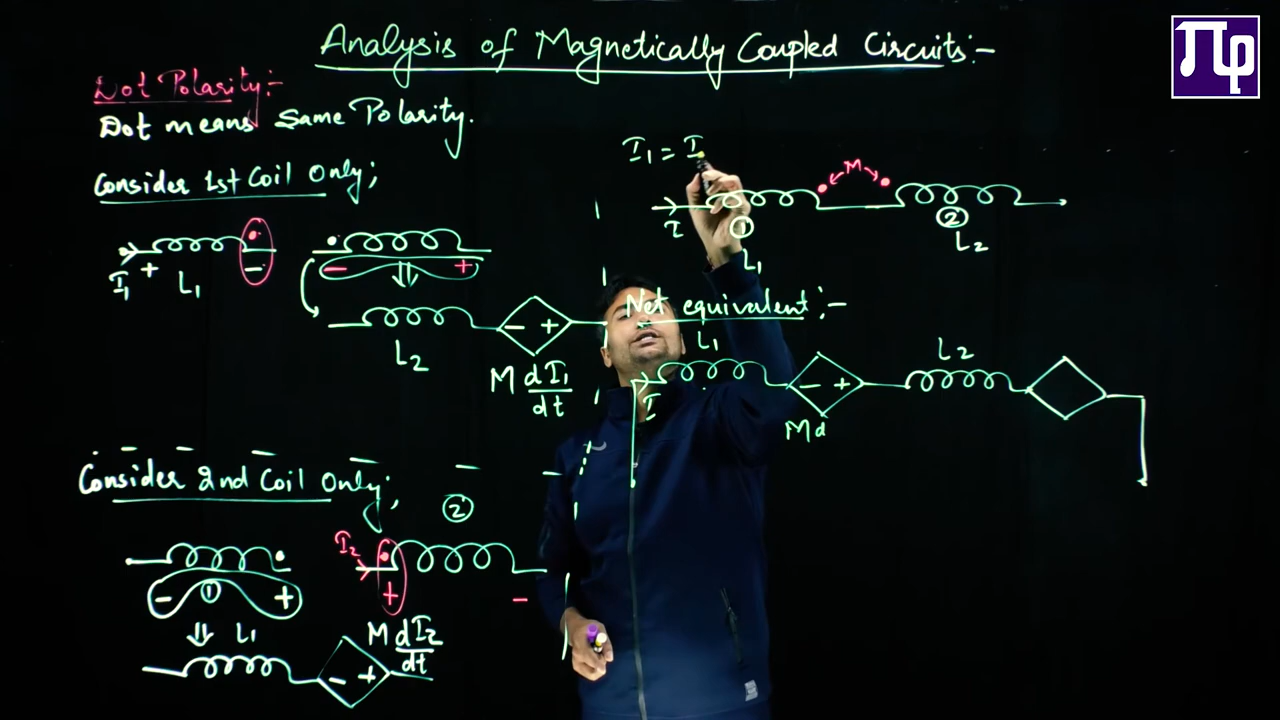 Analysis of Magnetically Coupled Circuits:-
πφ
Dot Polarity:-
Dot means Same Polarity.
Consider 1st Coil Only;
I₁ + L₁ -
- +
L₂
- +
M dI₁/dt
Consider 2nd Coil Only;
- ① +
L₁
- +
M dI₂/dt
②
I₂
+ -
I₁ = I
M
I ① L₁
② L₂
Net equivalent:-
I L₁ - + L₂
Md